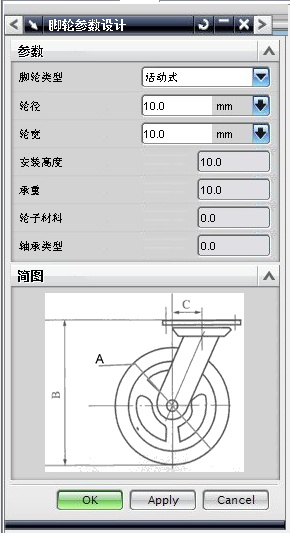 脚轮参数设计
参数
脚轮类型 活动式
轮径 10.0 mm
轮宽 10.0 mm
安装高度 10.0
承重 10.0
轮子材料 0.0
轴承类型 0.0
简图
C
A
B
OK Apply Cancel